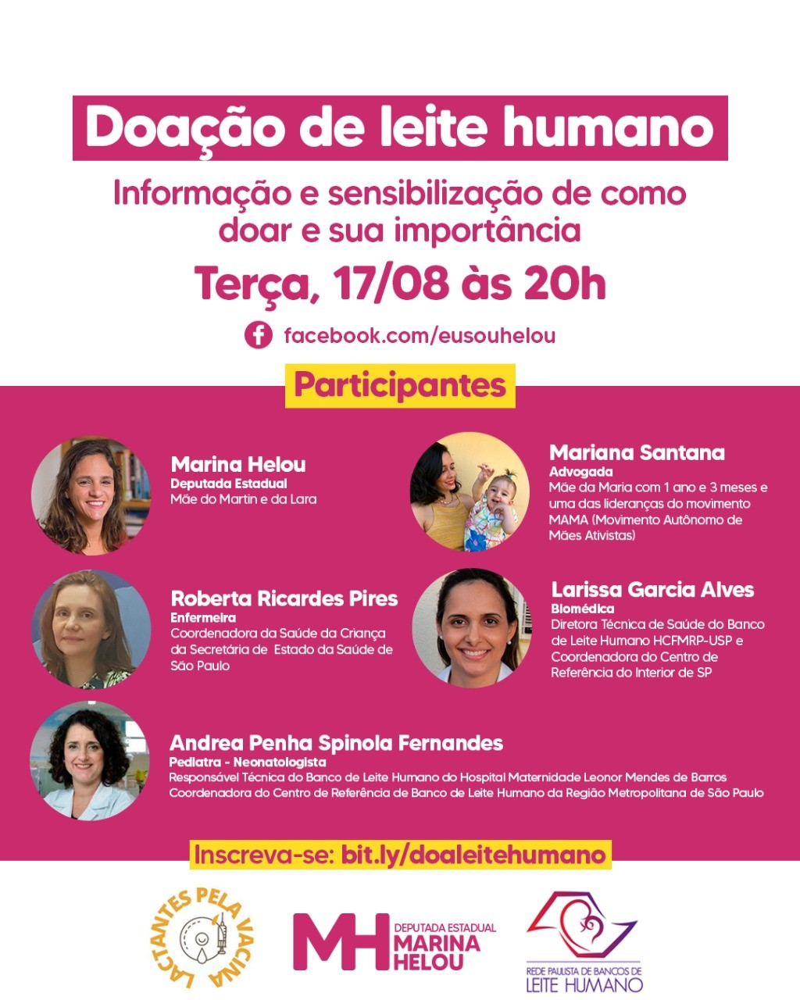 Doação de leite humano
Informação e sensibilização de como
doar e sua importância
Terça, 17/08 às 20h
facebook.com/eusouhelou
Participantes
Marina Helou
Deputada Estadual
Mãe do Martin e da Lara
Mariana Santana
Advogada
Mãe da Maria com 1 ano e 3 meses e
uma das lideranças do movimento
MAMA (Movimento Autônomo de
Mães Ativistas)
Roberta Ricardes Pires
Enfermeira
Coordenadora da Saúde da Criança
da Secretária de Estado da Saúde de
São Paulo
Larissa Garcia Alves
Biomédica
Diretora Técnica de Saúde do Banco
de Leite Humano HCFMRP-USP e
Coordenadora do Centro de
Referência do Interior de SP
Andrea Penha Spinola Fernandes
Pediatra - Neonatologista
Responsável Técnica do Banco de Leite Humano do Hospital Maternidade Leonor Mendes de Barros
Coordenadora do Centro de Referência de Banco de Leite Humano da Região Metropolitana de São Paulo
Inscreva-se: bit.ly/doaleitehumano
LACTANTES PELA VACINA
MH
DEPUTADA ESTADUAL
MARINA
HELOU
REDE PAULISTA DE BANCOS DE
LEITE HUMANO